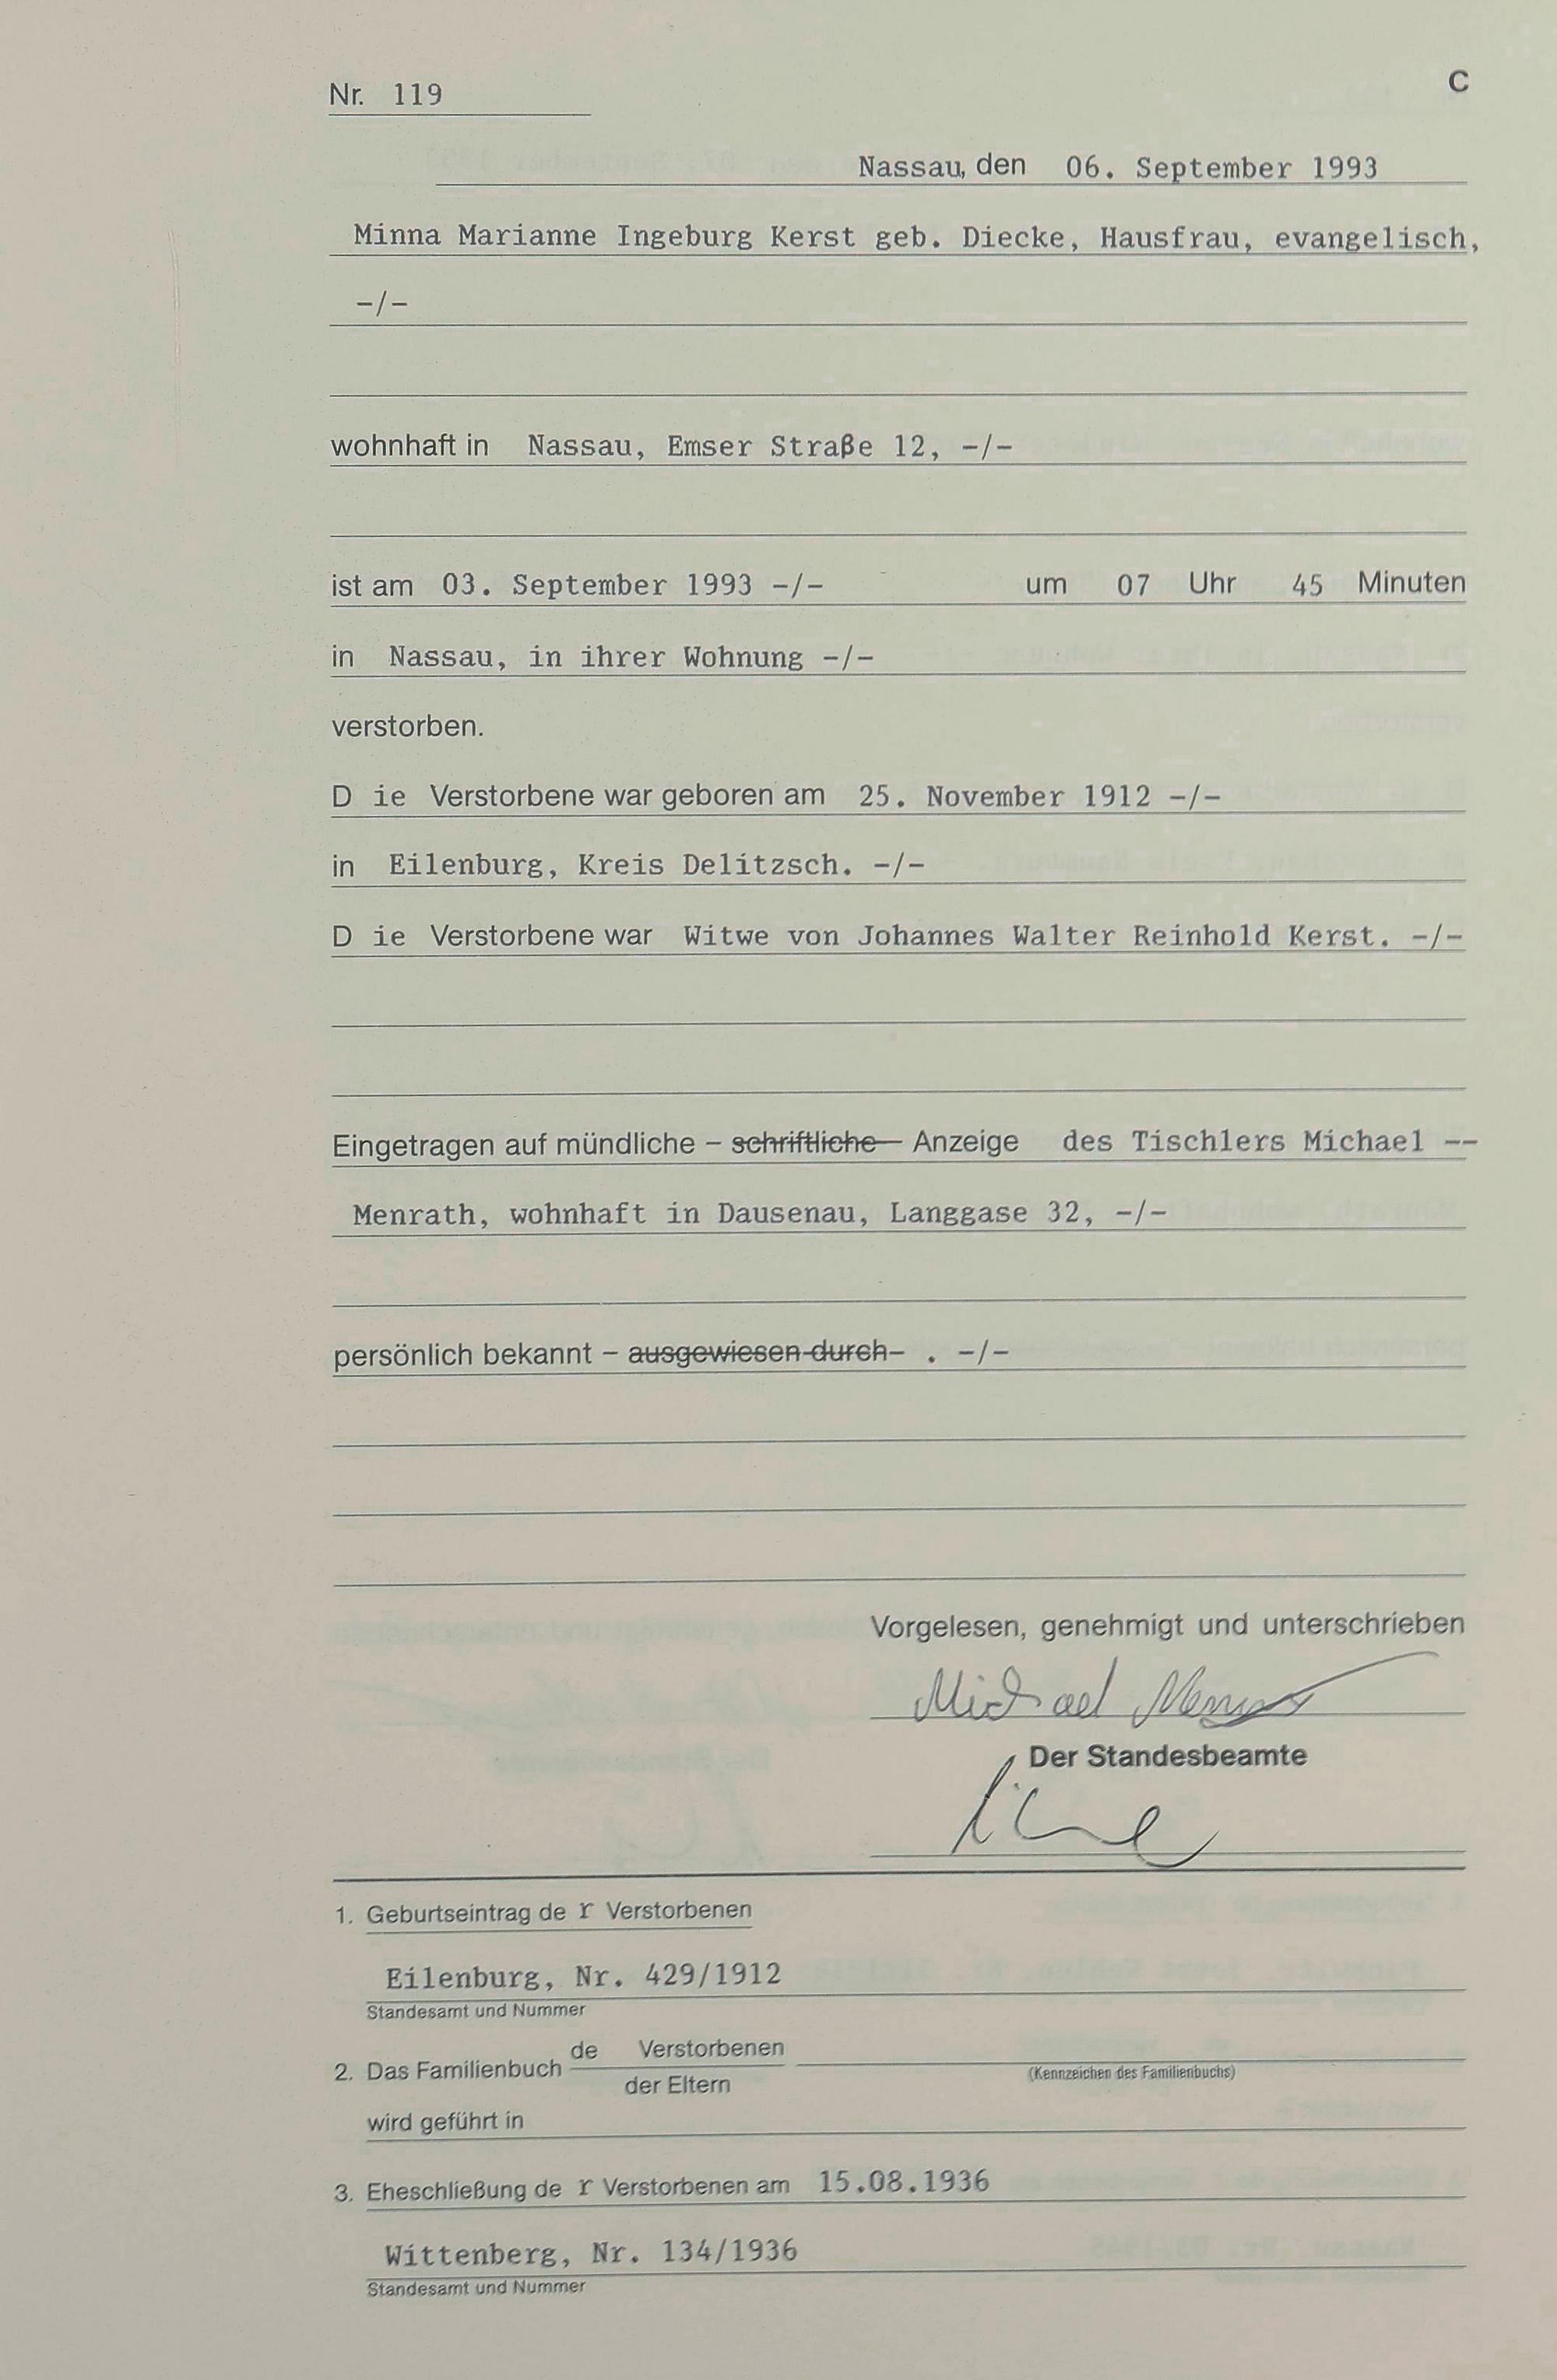 Nr. 119
C
Nassau, den 06. September 1993
Minna Marianne Ingeburg Kerst geb. Diecke, Hausfrau, evangelisch,
-/-
wohnhaft in Nassau, Emser Straße 12, -/-
ist am 03. September 1993 -/- um 07 Uhr 45 Minuten
in Nassau, in ihrer Wohnung -/-
verstorben.
D ie Verstorbene war geboren am 25. November 1912 -/-
in Eilenburg, Kreis Delitzsch. -/-
D ie Verstorbene war Witwe von Johannes Walter Reinhold Kerst. -/-
Eingetragen auf mündliche – schriftliche – Anzeige des Tischlers Michael --
Menrath, wohnhaft in Dausenau, Langgase 32, -/-
persönlich bekannt – ausgewiesen durch – . -/-
Vorgelesen, genehmigt und unterschrieben
Michael
Der Standesbeamte
1. Geburtseintrag de r Verstorbenen
Eilenburg, Nr. 429/1912
Standesamt und Nummer
de Verstorbenen
2. Das Familienbuch
der Eltern
(Kennzeichen des Familienbuchs)
wird geführt in
3. Eheschließung de r Verstorbenen am 15.08.1936
Wittenberg, Nr. 134/1936
Standesamt und Nummer